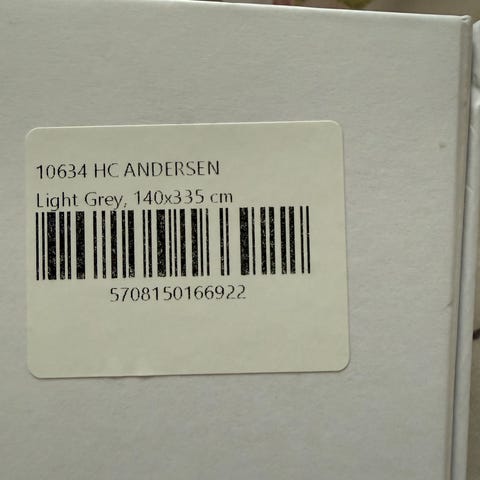 10634 HC ANDERSEN
Light Grey, 140x335 cm
5708150166922